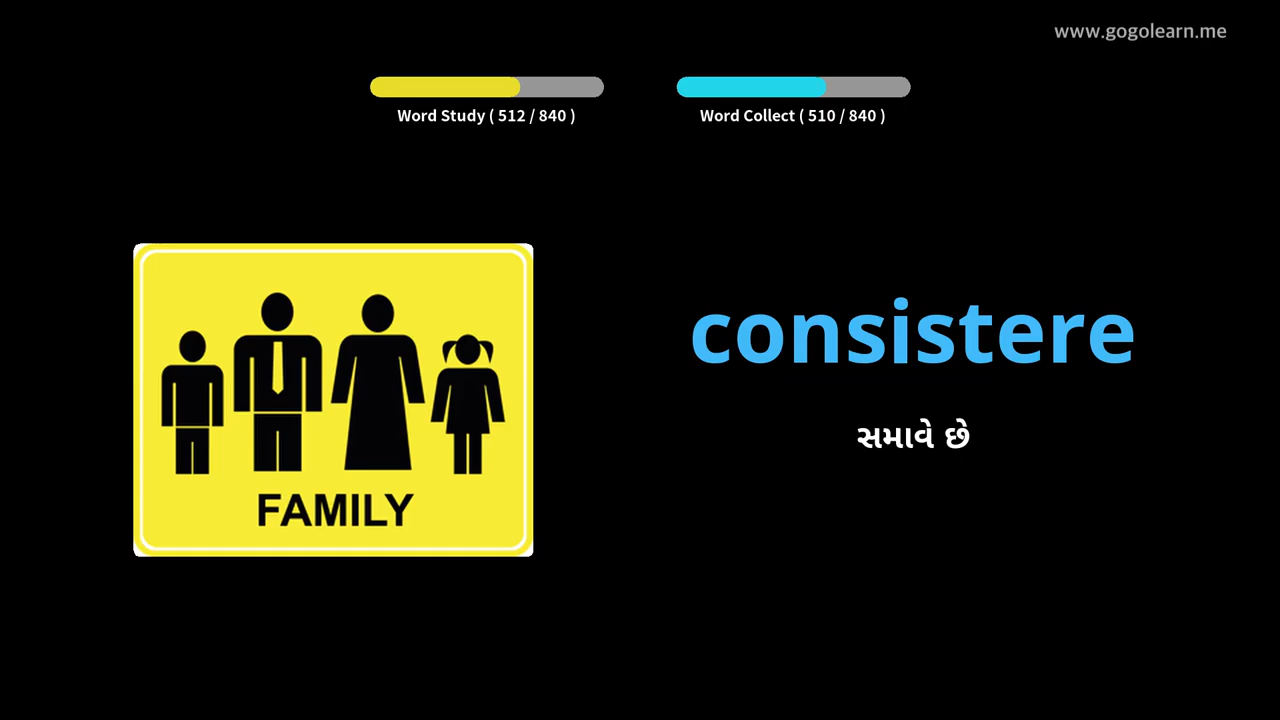 www.gogolearn.me
Word Study ( 512 / 840 )
Word Collect ( 510 / 840 )
consistere
સમાવે છે
FAMILY